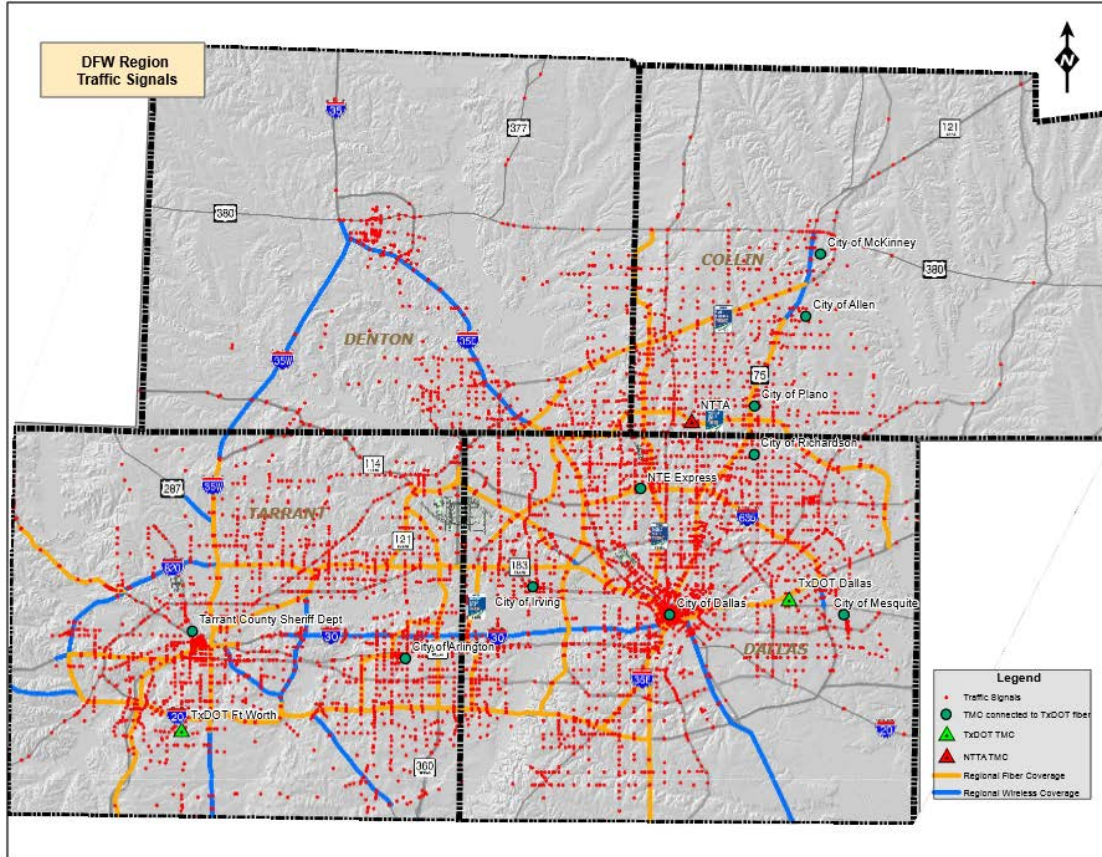 DFW Region
Traffic Signals
N
35
377
121
380
City of McKinney
COLLIN
380
City of Allen
DENTON
35W
35E
75
City of Plano
NTTA
City of Richardson
114
NTE Express
287
35W
TARRANT
635
121
183
820
TxDOT Dallas
City of Irving
City of Dallas
City of Mesquite
Tarrant County Sheriff Dept
30
30
City of Arlington
DALLAS
35E
20
TxDOT Ft Worth
20
360
Legend
Traffic Signals
TMC connected to TxDOT fiber
TxDOT TMC
NTTA TMC
Regional Fiber Coverage
Regional Wireless Coverage